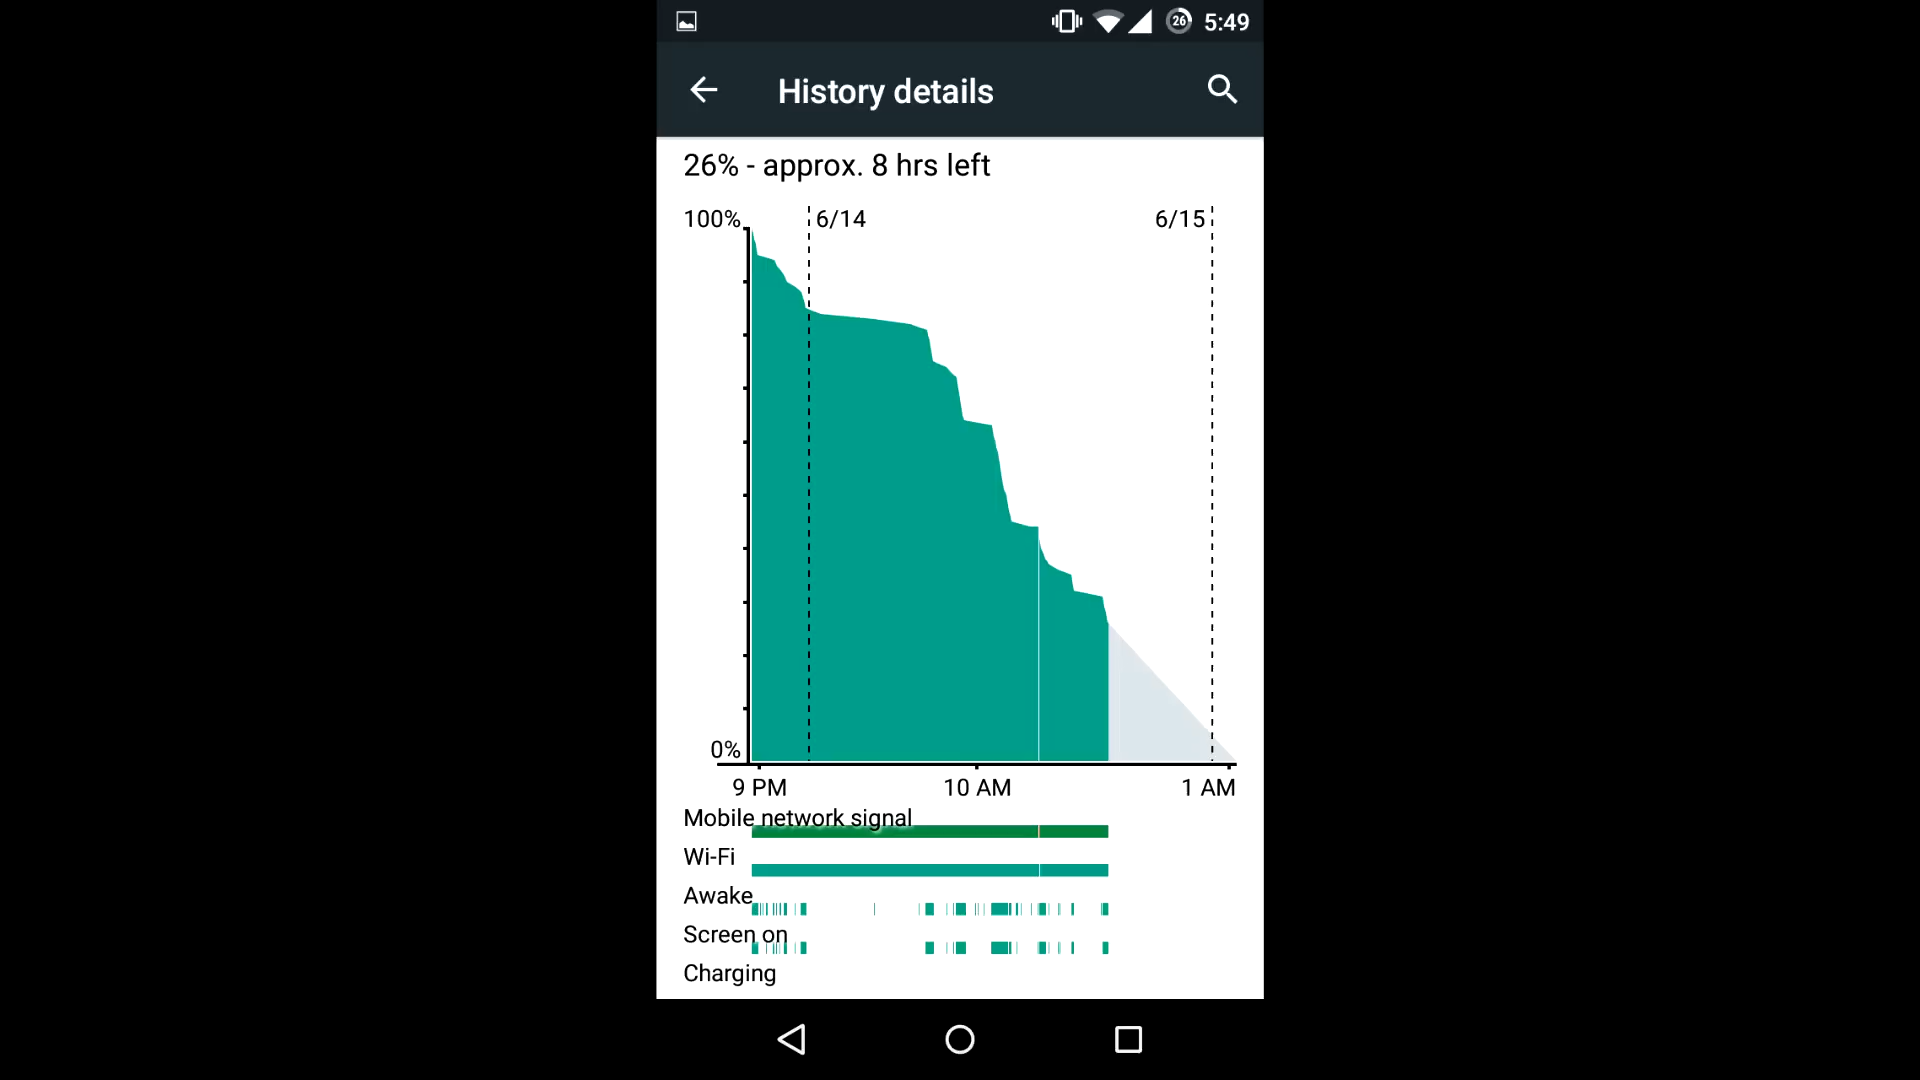 26 5:49
History details
26% - approx. 8 hrs left
100% 6/14 6/15
0%
9 PM 10 AM 1 AM
Mobile network signal
Wi-Fi
Awake
Screen on
Charging